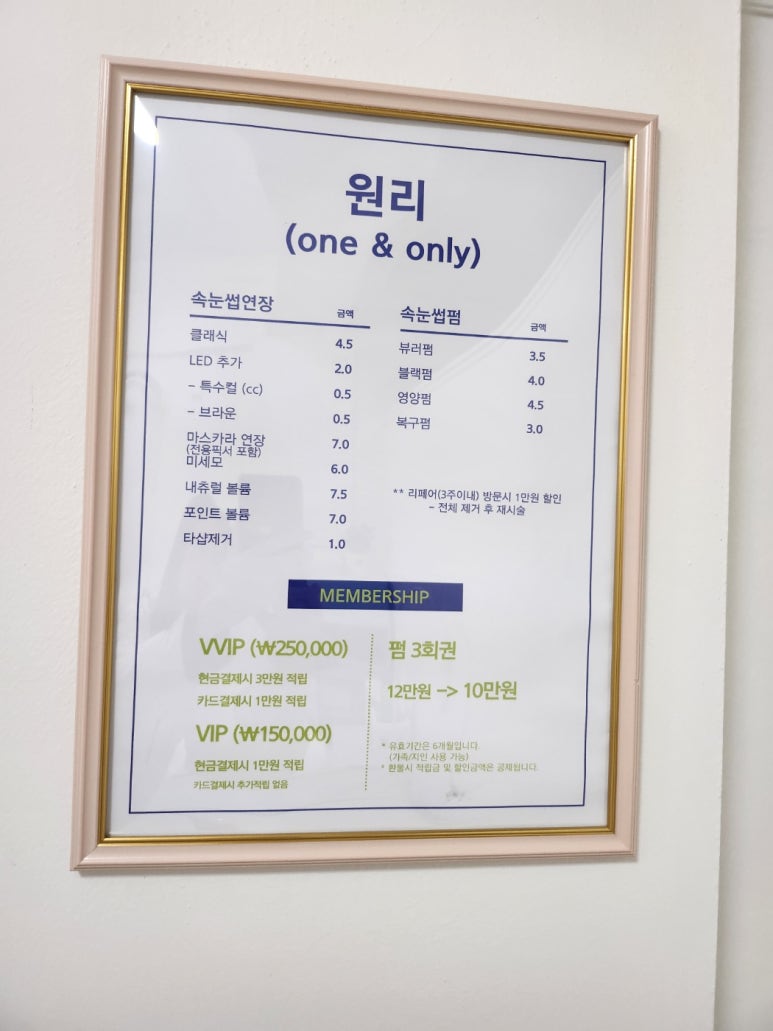 원리
(one & only)
속눈썹연장 금액
클래식 4.5
LED 추가 2.0
- 특수컬 (cc) 0.5
- 브라운 0.5
마스카라 연장 7.0
(전용픽서 포함)
미세모 6.0
내츄럴 볼륨 7.5
포인트 볼륨 7.0
타샵제거 1.0
속눈썹펌 금액
뷰러펌 3.5
블랙펌 4.0
영양펌 4.5
복구펌 3.0
** 리페어(3주이내) 방문시 1만원 할인
- 전체 제거 후 재시술
MEMBERSHIP
VVIP (₩250,000)
현금결제시 3만원 적립
카드결제시 1만원 적립
VIP (₩150,000)
현금결제시 1만원 적립
카드결제시 추가적립 없음
펌 3회권
12만원 -> 10만원
* 유효기간은 6개월입니다.
(가족/지인 사용 가능)
* 환불시 적립금 및 할인금액은 공제됩니다.